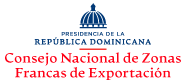 PRESIDENCIA DE LA
REPÚBLICA DOMINICANA
Consejo Nacional de Zonas
Francas de Exportación